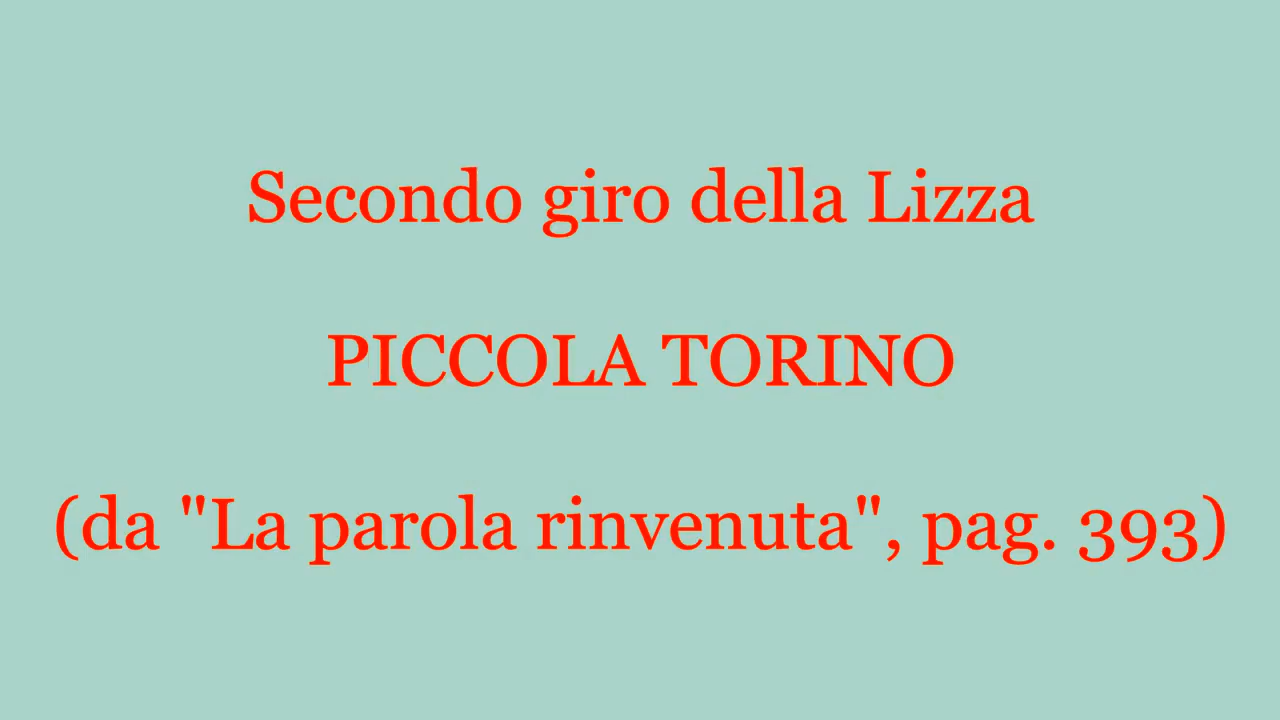 Secondo giro della Lizza
PICCOLA TORINO
(da "La parola rinvenuta", pag. 393)